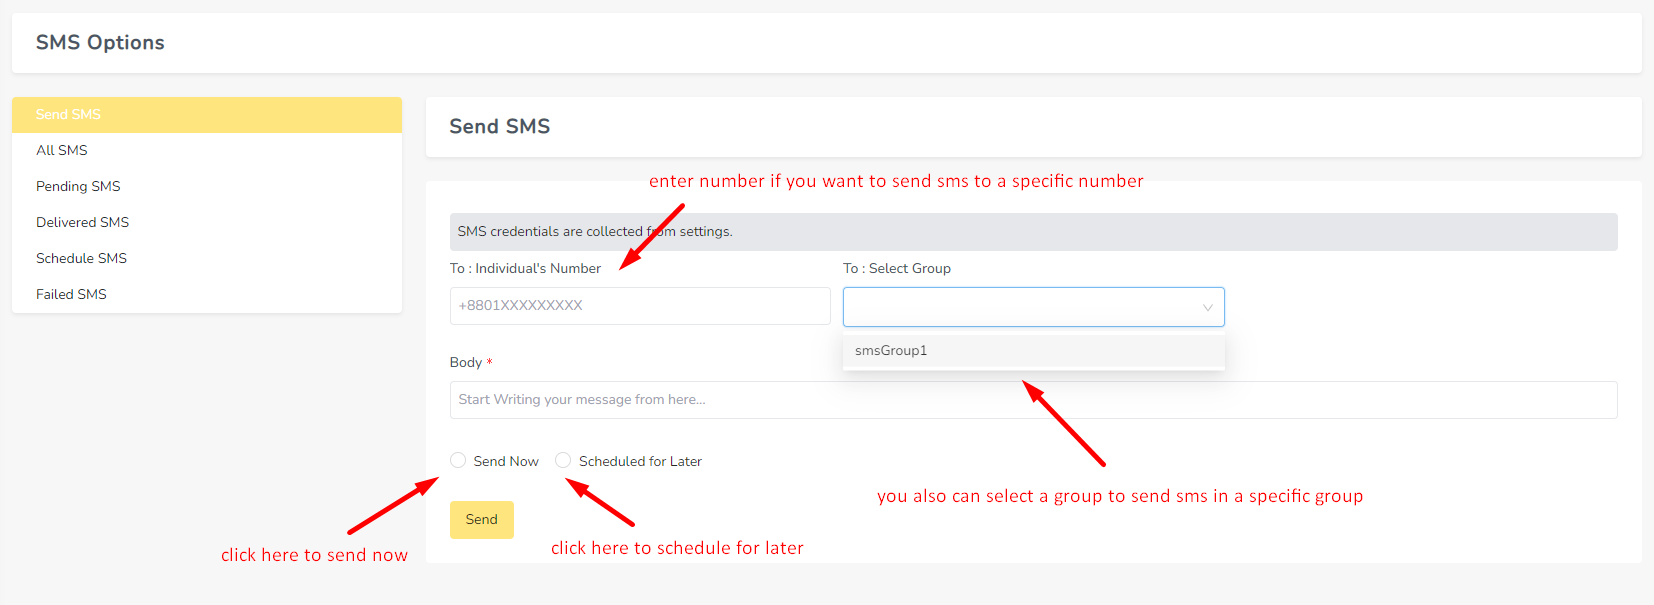 SMS Options
Send SMS
All SMS
Pending SMS
Delivered SMS
Schedule SMS
Failed SMS
Send SMS
enter number if you want to send sms to a specific number
SMS credentials are collected from settings.
To : Individual's Number
To : Select Group
+8801XXXXXXXXX
smsGroup1
Body *
Start Writing your message from here...
Send Now
Scheduled for Later
you also can select a group to send sms in a specific group
Send
click here to send now
click here to schedule for later